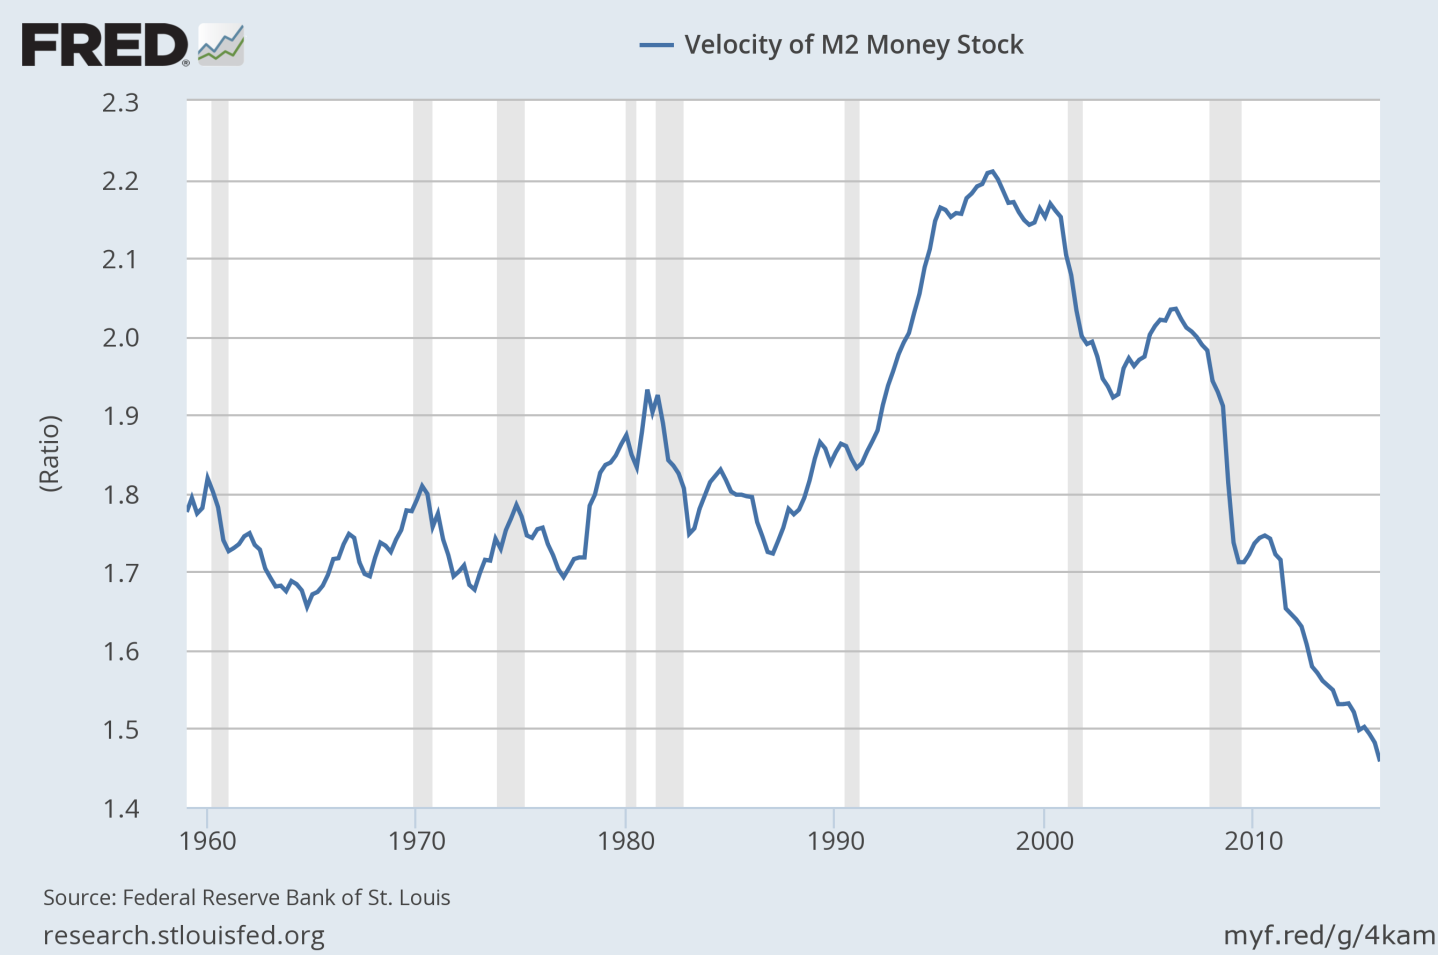 FRED®
Velocity of M2 Money Stock
2.3
2.2
2.1
2.0
1.9
1.8
1.7
1.6
1.5
1.4
(Ratio)
1960 1970 1980 1990 2000 2010
Source: Federal Reserve Bank of St. Louis
research.stlouisfed.org
myf.red/g/4kam